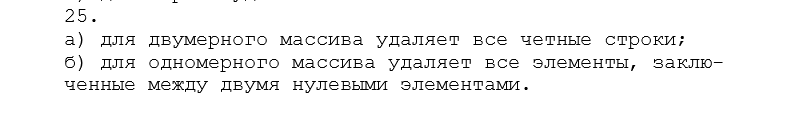 25.
а) для двумерного массива удаляет все четные строки;
б) для одномерного массива удаляет все элементы, заклю-
ченные между двумя нулевыми элементами.